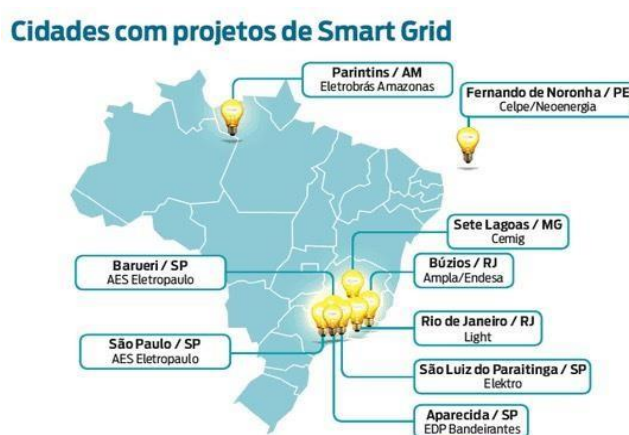 Cidades com projetos de Smart Grid
Parintins / AM
Eletrobrás Amazonas
Fernando de Noronha / PE
Celpe/Neoenergia
Sete Lagoas / MG
Cemig
Barueri / SP
AES Eletropaulo
Búzios / RJ
Ampla/Endesa
Rio de Janeiro / RJ
Light
São Paulo / SP
AES Eletropaulo
São Luiz do Paraitinga / SP
Elektro
Aparecida / SP
EDP Bandeirantes